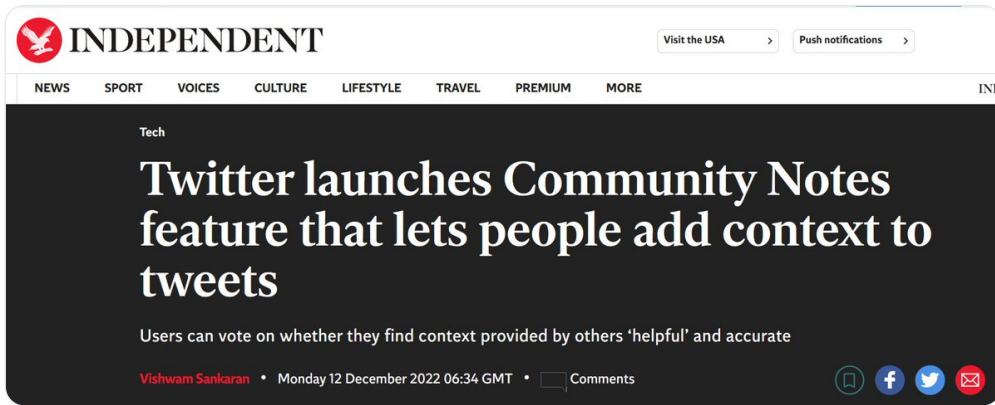 INDEPENDENT
Visit the USA
Push notifications
NEWS SPORT VOICES CULTURE LIFESTYLE TRAVEL PREMIUM MORE
Tech
Twitter launches Community Notes
feature that lets people add context to
tweets
Users can vote on whether they find context provided by others ‘helpful’ and accurate
Vishwam Sankaran • Monday 12 December 2022 06:34 GMT • Comments